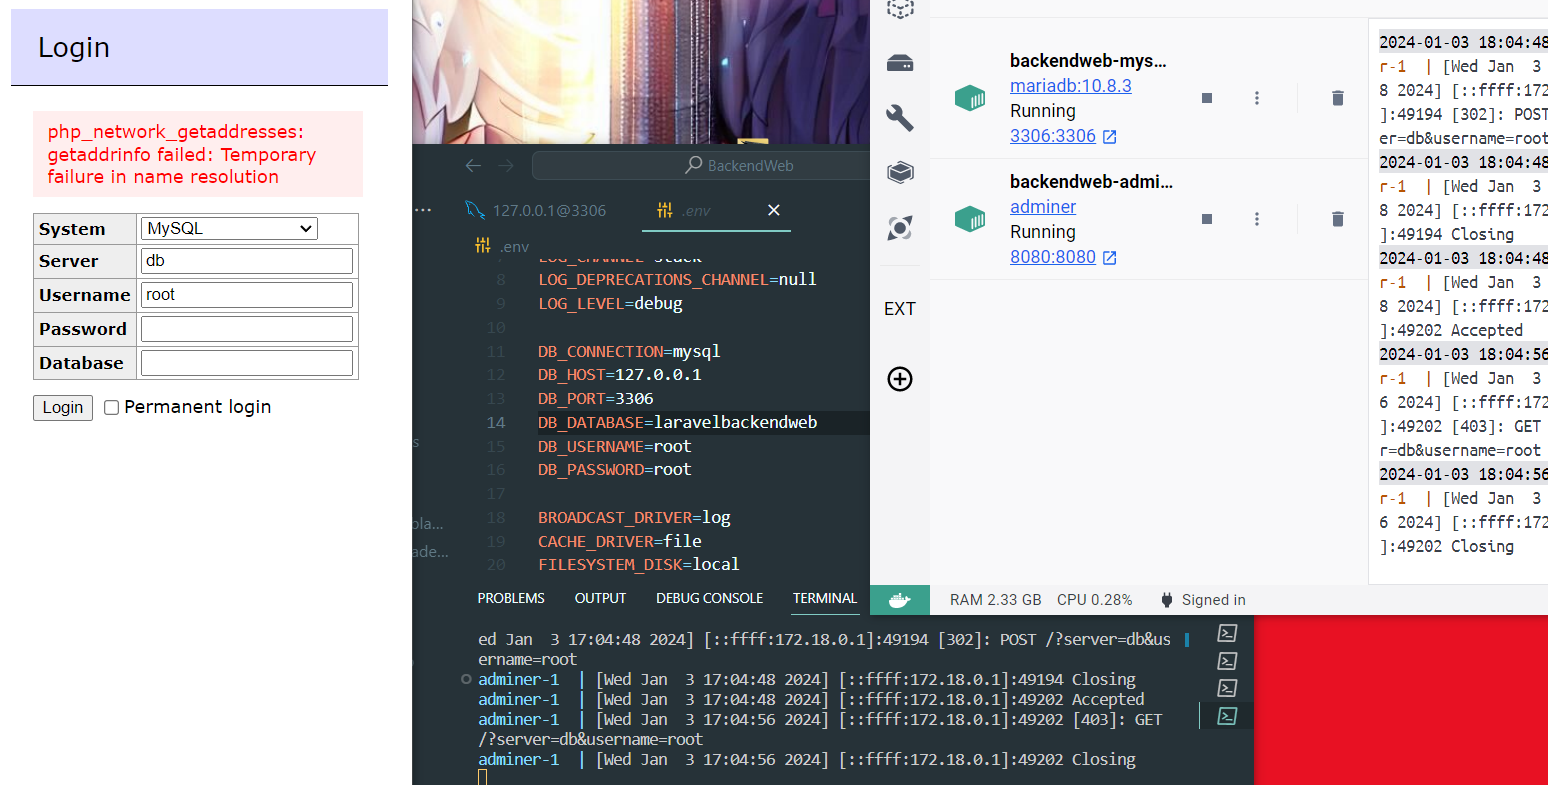 Login
php_network_getaddresses:
getaddrinfo failed: Temporary
failure in name resolution
System MySQL
Server db
Username root
Password
Database
Login Permanent login
BackendWeb
127.0.0.1@3306 .env
.env
8 LOG_DEPRECATIONS_CHANNEL=null
9 LOG_LEVEL=debug
10
11 DB_CONNECTION=mysql
12 DB_HOST=127.0.0.1
13 DB_PORT=3306
14 DB_DATABASE=laravelbackendweb
15 DB_USERNAME=root
16 DB_PASSWORD=root
17
18 BROADCAST_DRIVER=log
19 CACHE_DRIVER=file
20 FILESYSTEM_DISK=local
s
bla...
ade...
PROBLEMS OUTPUT DEBUG CONSOLE TERMINAL
ed Jan  3 17:04:48 2024] [::ffff:172.18.0.1]:49194 [302]: POST /?server=db&us
ername=root
adminer-1  | [Wed Jan  3 17:04:48 2024] [::ffff:172.18.0.1]:49194 Closing
adminer-1  | [Wed Jan  3 17:04:48 2024] [::ffff:172.18.0.1]:49202 Accepted
adminer-1  | [Wed Jan  3 17:04:56 2024] [::ffff:172.18.0.1]:49202 [403]: GET
/?server=db&username=root
adminer-1  | [Wed Jan  3 17:04:56 2024] [::ffff:172.18.0.1]:49202 Closing
EXT
backendweb-mys...
mariadb:10.8.3
Running
3306:3306
backendweb-admi...
adminer
Running
8080:8080
RAM 2.33 GB CPU 0.28% Signed in
2024-01-03 18:04:48
r-1  | [Wed Jan  3
8 2024] [::ffff:172
]:49194 [302]: POST
er=db&username=root
2024-01-03 18:04:48
r-1  | [Wed Jan  3
8 2024] [::ffff:172
]:49194 Closing
2024-01-03 18:04:48
r-1  | [Wed Jan  3
8 2024] [::ffff:172
]:49202 Accepted
2024-01-03 18:04:56
r-1  | [Wed Jan  3
6 2024] [::ffff:172
]:49202 [403]: GET
r=db&username=root
2024-01-03 18:04:56
r-1  | [Wed Jan  3
6 2024] [::ffff:172
]:49202 Closing